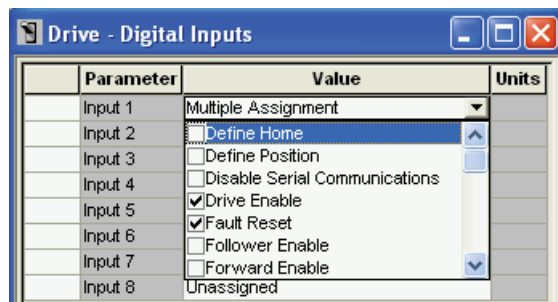 Drive - Digital Inputs
Parameter Value Units
Input 1 Multiple Assignment
Input 2 Define Home
Input 3 Define Position
Input 4 Disable Serial Communications
Input 5 Drive Enable
Input 6 Fault Reset
Follower Enable
Input 7 Forward Enable
Input 8 Unassigned